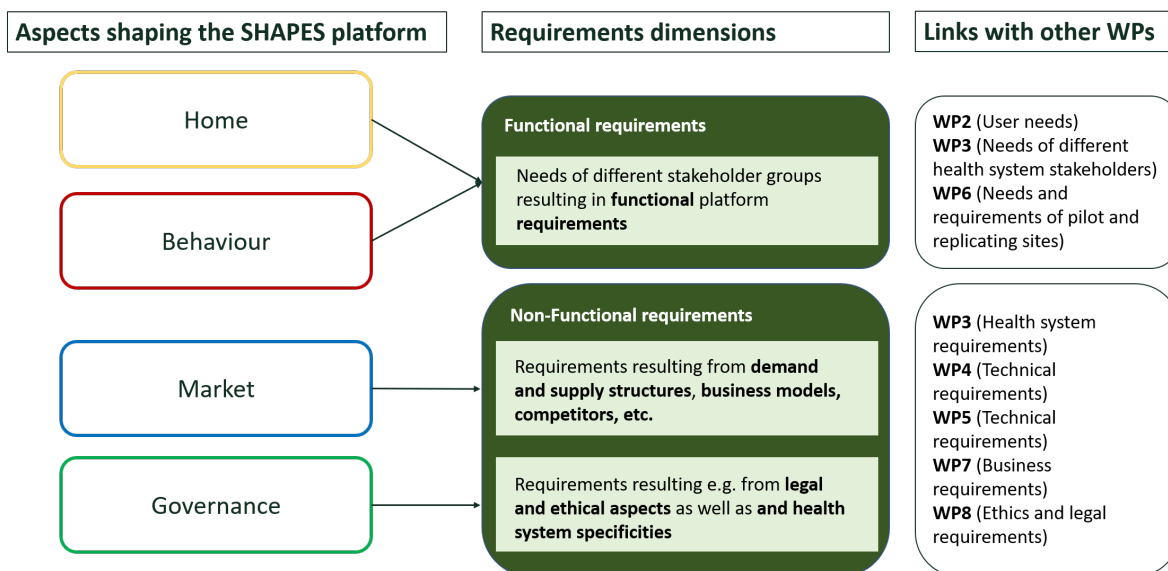 Aspects shaping the SHAPES platform
Requirements dimensions
Links with other WPs
Home
Behaviour
Market
Governance
Functional requirements
Needs of different stakeholder groups
resulting in functional platform
requirements
Non-Functional requirements
Requirements resulting from demand
and supply structures, business models,
competitors, etc.
Requirements resulting e.g. from legal
and ethical aspects as well as and health
system specificities
WP2 (User needs)
WP3 (Needs of different
health system stakeholders)
WP6 (Needs and
requirements of pilot and
replicating sites)
WP3 (Health system
requirements)
WP4 (Technical
requirements)
WP5 (Technical
requirements)
WP7 (Business
requirements)
WP8 (Ethics and legal
requirements)